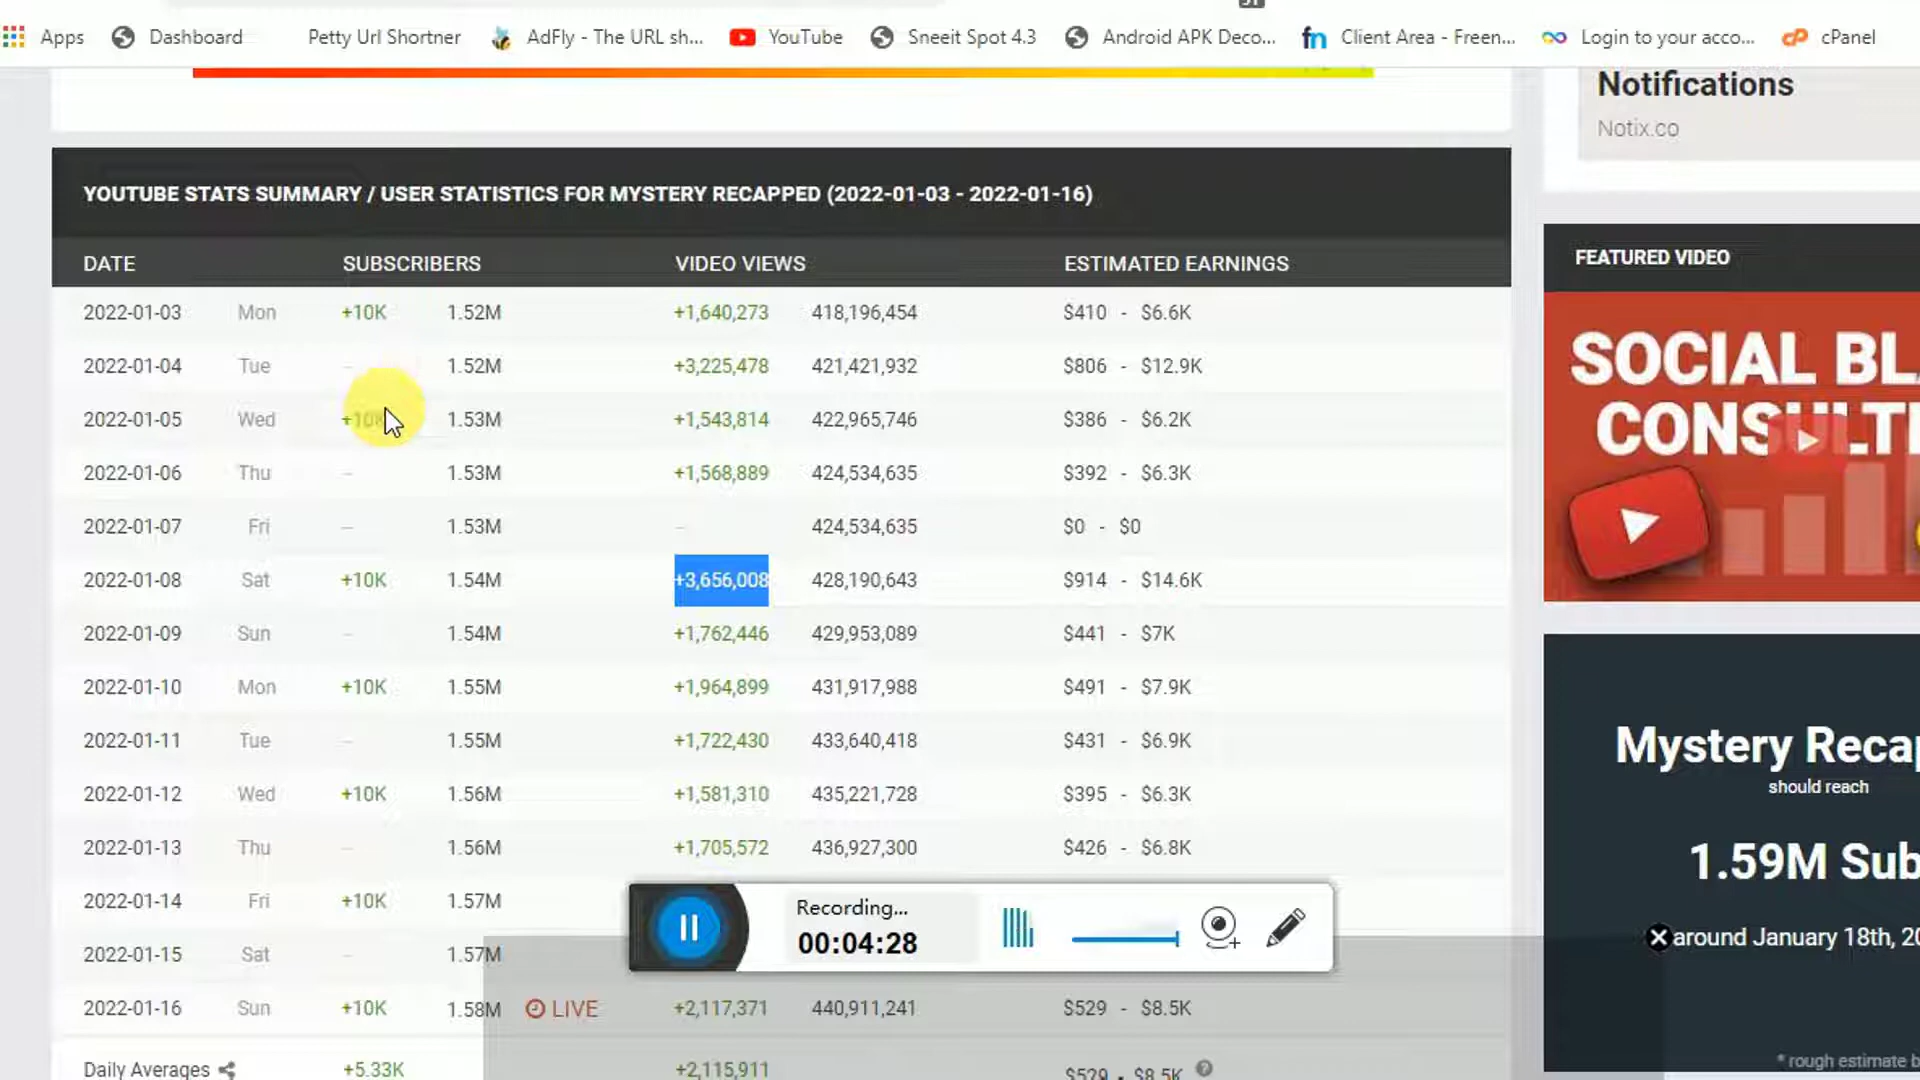 Apps Dashboard Petty Url Shortner AdFly - The URL sh... YouTube Sneeit Spot 4.3 Android APK Deco... Client Area - Freen... Login to your acco... cPanel
Notifications
Notix.co
YOUTUBE STATS SUMMARY / USER STATISTICS FOR MYSTERY RECAPPED (2022-01-03 - 2022-01-16)
DATE SUBSCRIBERS VIDEO VIEWS ESTIMATED EARNINGS
2022-01-03 Mon +10K 1.52M +1,640,273 418,196,454 $410 - $6.6K
2022-01-04 Tue -- 1.52M +3,225,478 421,421,932 $806 - $12.9K
2022-01-05 Wed +10K 1.53M +1,543,814 422,965,746 $386 - $6.2K
2022-01-06 Thu -- 1.53M +1,568,889 424,534,635 $392 - $6.3K
2022-01-07 Fri -- 1.53M -- 424,534,635 $0 - $0
2022-01-08 Sat +10K 1.54M +3,656,008 428,190,643 $914 - $14.6K
2022-01-09 Sun -- 1.54M +1,762,446 429,953,089 $441 - $7K
2022-01-10 Mon +10K 1.55M +1,964,899 431,917,988 $491 - $7.9K
2022-01-11 Tue -- 1.55M +1,722,430 433,640,418 $431 - $6.9K
2022-01-12 Wed +10K 1.56M +1,581,310 435,221,728 $395 - $6.3K
2022-01-13 Thu -- 1.56M +1,705,572 436,927,300 $426 - $6.8K
2022-01-14 Fri +10K 1.57M
2022-01-15 Sat -- 1.57M
2022-01-16 Sun +10K 1.58M LIVE +2,117,371 440,911,241 $529 - $8.5K
Daily Averages +5.33K +2,115,911 $529 - $8.5K
Recording...
00:04:28
FEATURED VIDEO
SOCIAL BL
CONSULTI
Mystery Recap
should reach
1.59M Sub
around January 18th, 20
* rough estimate b